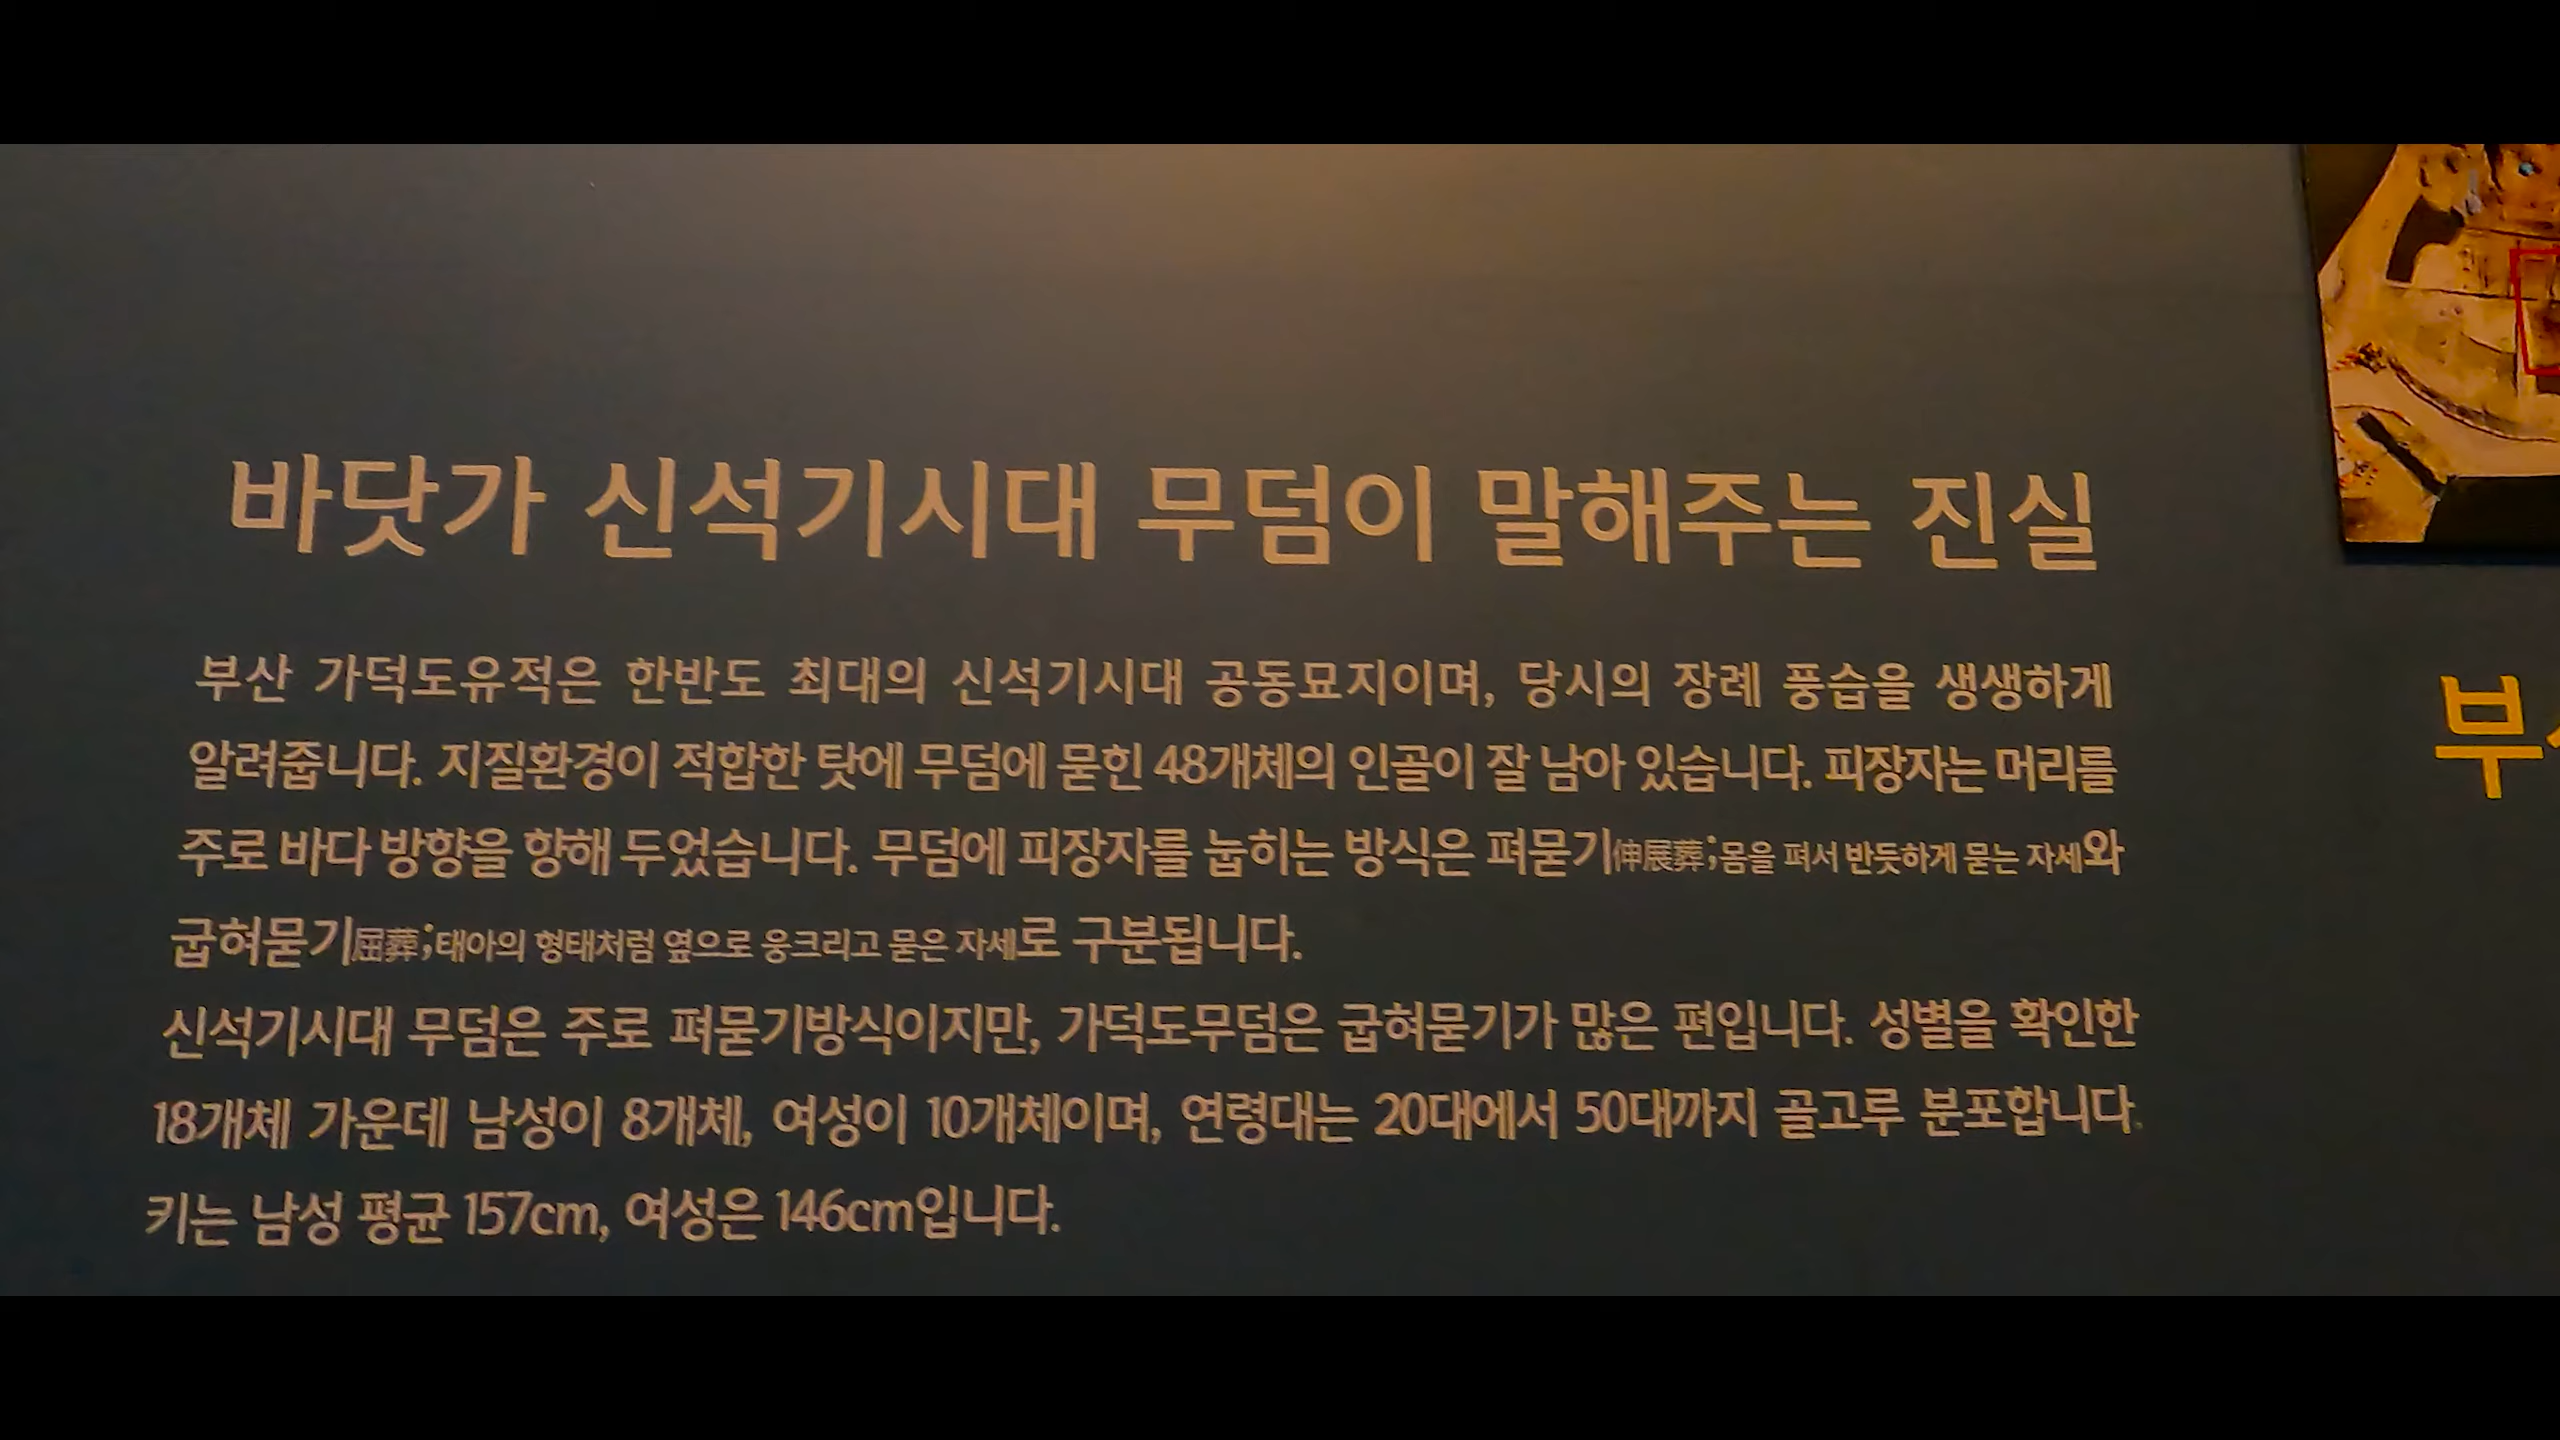 바닷가 신석기시대 무덤이 말해주는 진실
부산 가덕도유적은 한반도 최대의 신석기시대 공동묘지이며, 당시의 장례 풍습을 생생하게
알려줍니다. 지질환경이 적합한 탓에 무덤에 묻힌 48개체의 인골이 잘 남아 있습니다. 피장자는 머리를
주로 바다 방향을 향해 두었습니다. 무덤에 피장자를 눕히는 방식은 펴묻기伸展葬;몸을 펴서 반듯하게 묻는 자세와
굽혀묻기屈葬;태아의 형태처럼 옆으로 웅크리고 묻은 자세로 구분됩니다.
신석기시대 무덤은 주로 펴묻기방식이지만, 가덕도무덤은 굽혀묻기가 많은 편입니다. 성별을 확인한
18개체 가운데 남성이 8개체, 여성이 10개체이며, 연령대는 20대에서 50대까지 골고루 분포합니다.
키는 남성 평균 157cm, 여성은 146cm입니다.
부